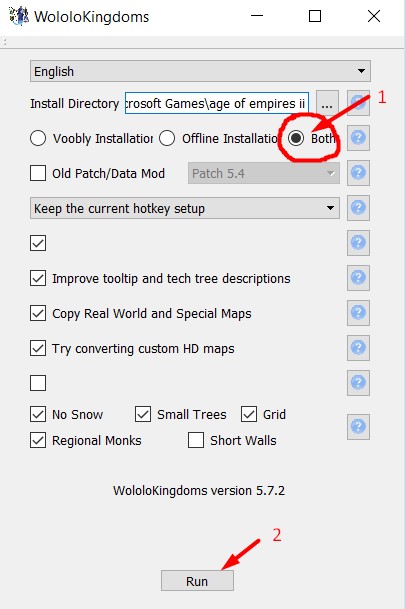 WololoKingdoms
English
Install Directory crosoft Games\age of empires ii ... 1
Voobly Installation Offline Installatio Both
Old Patch/Data Mod Patch 5.4
Keep the current hotkey setup
Improve tooltip and tech tree descriptions
Copy Real World and Special Maps
Try converting custom HD maps
No Snow Small Trees Grid
Regional Monks Short Walls
WololoKingdoms version 5.7.2
2
Run